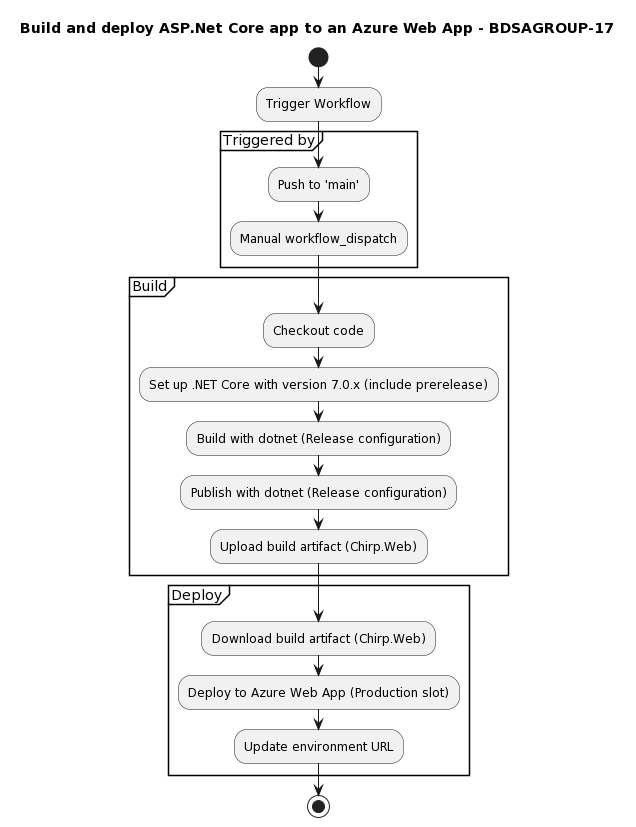 Build and deploy ASP.Net Core app to an Azure Web App - BDSAGROUP-17
Trigger Workflow
Triggered by
Push to 'main'
Manual workflow_dispatch
Build
Checkout code
Set up .NET Core with version 7.0.x (include prerelease)
Build with dotnet (Release configuration)
Publish with dotnet (Release configuration)
Upload build artifact (Chirp.Web)
Deploy
Download build artifact (Chirp.Web)
Deploy to Azure Web App (Production slot)
Update environment URL